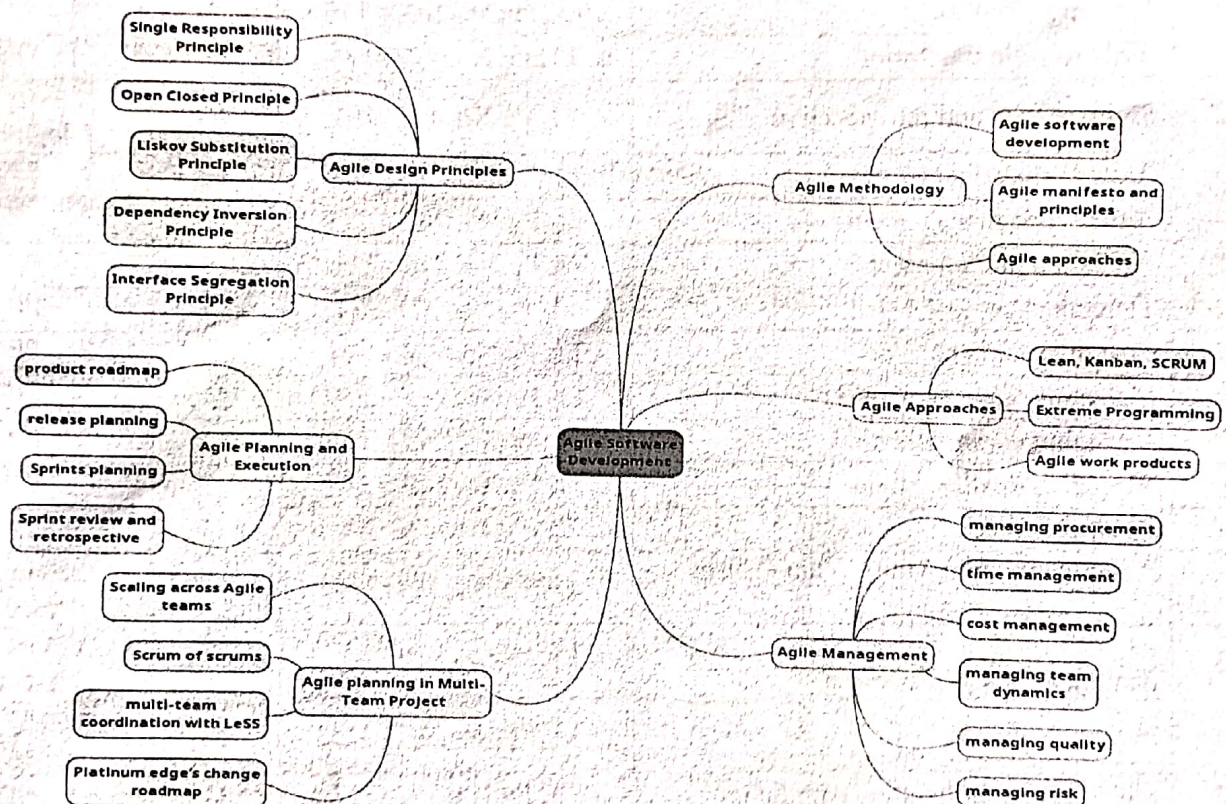 Single Responsibility
Principle
Open Closed Principle
Liskov Substitution
Principle
Agile Design Principles
Dependency Inversion
Principle
Interface Segregation
Principle
product roadmap
release planning
Agile Planning and
Execution
Sprints planning
Sprint review and
retrospective
Scaling across Agile
teams
Scrum of scrums
Agile planning in Multi-
Team Project
multi-team
coordination with LeSS
Platinum edge's change
roadmap
Agile Software
Development
Agile Methodology
Agile software
development
Agile manifesto and
principles
Agile approaches
Agile Approaches
Lean, Kanban, SCRUM
Extreme Programming
Agile work products
Agile Management
managing procurement
time management
cost management
managing team
dynamics
managing quality
managing risk